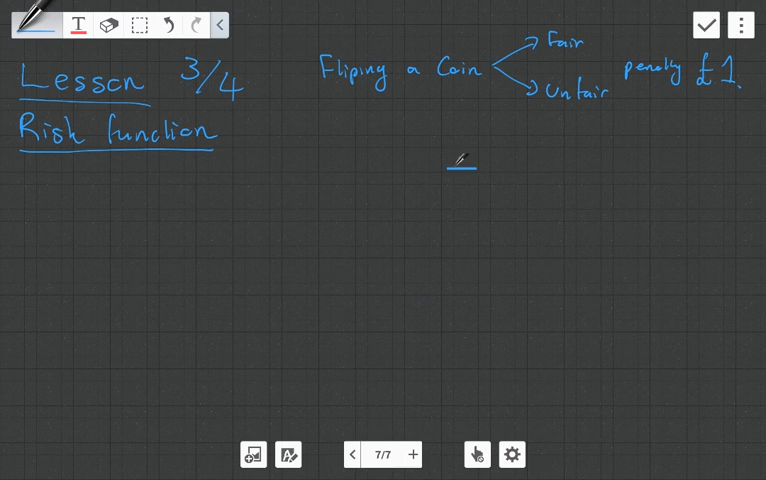 T
Lesson 3/4
Fliping a Coin
Fair
Unfair
penalty £1.
Risk function
7/7